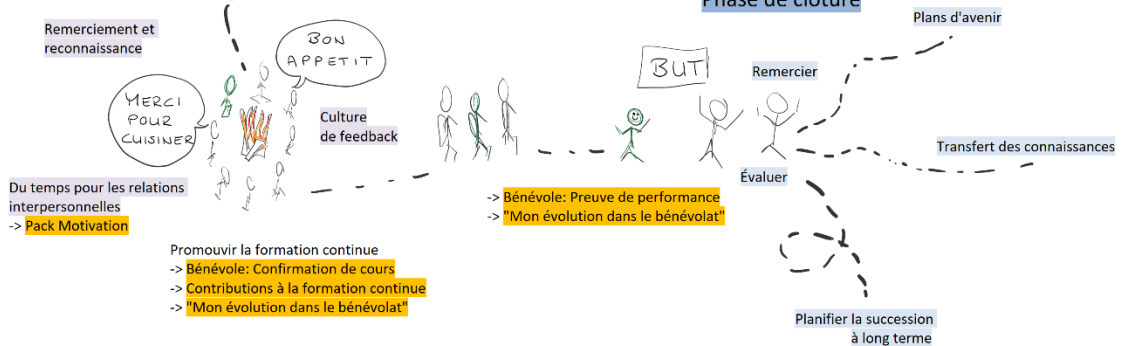 Phase de clôture
Plans d'avenir
Remerciement et
reconnaissance
BON
APPETIT
BUT
Remercier
MERCI
POUR
CUISINER
Culture
de feedback
Transfert des connaissances
Évaluer
Du temps pour les relations
interpersonnelles
-> Pack Motivation
-> Bénévole: Preuve de performance
-> "Mon évolution dans le bénévolat"
Promouvir la formation continue
-> Bénévole: Confirmation de cours
-> Contributions à la formation continue
-> "Mon évolution dans le bénévolat"
Planifier la succession
à long terme